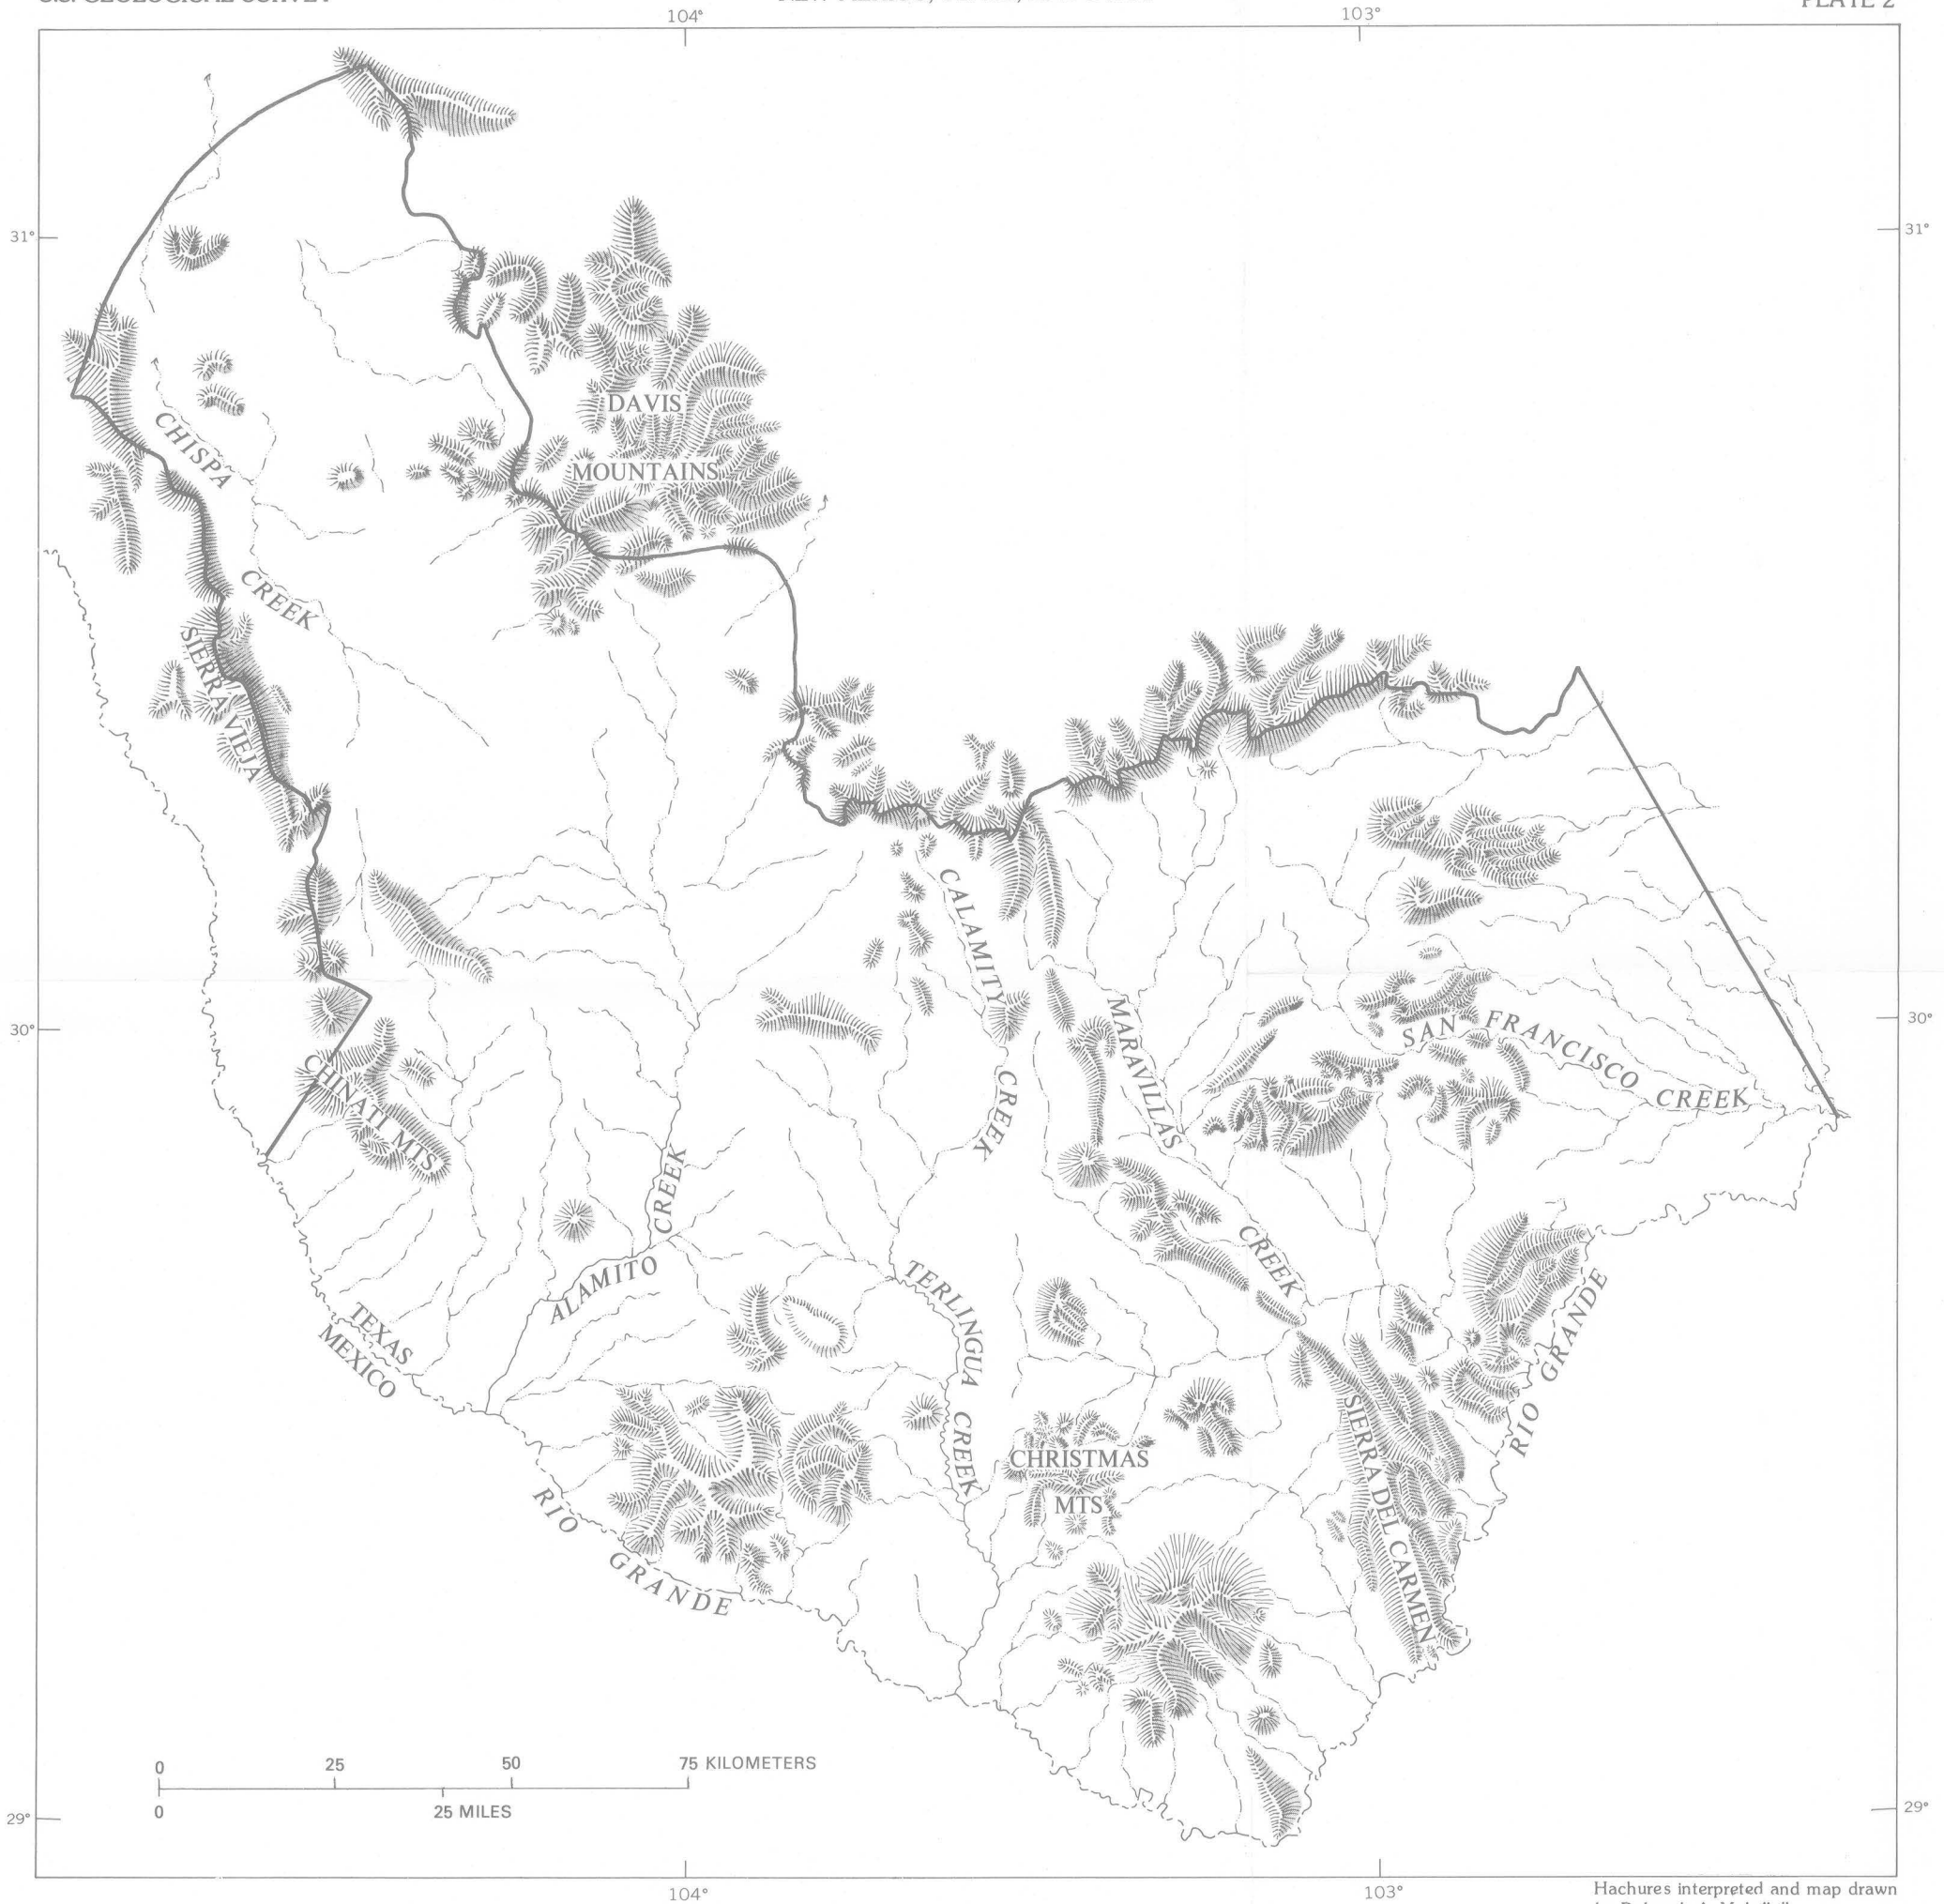 PLATE 2
104°
103°
31°
31°
DAVIS
MOUNTAINS
CHISPA
CREEK
SIERRA VIEJA
CALAMITY
CREEK
MARAVILLAS
CREEK
30°
30°
SAN FRANCISCO
CREEK
CHINATI MTS
CREEK
ALAMITO
TERLINGUA
CREEK
TEXAS
MEXICO
RIO GRANDE
SIERRA DEL CARMEN
CHRISTMAS
MTS
RIO
GRANDE
0 25 50 75 KILOMETERS
0 25 MILES
29°
29°
104°
103°
Hachures interpreted and map drawn